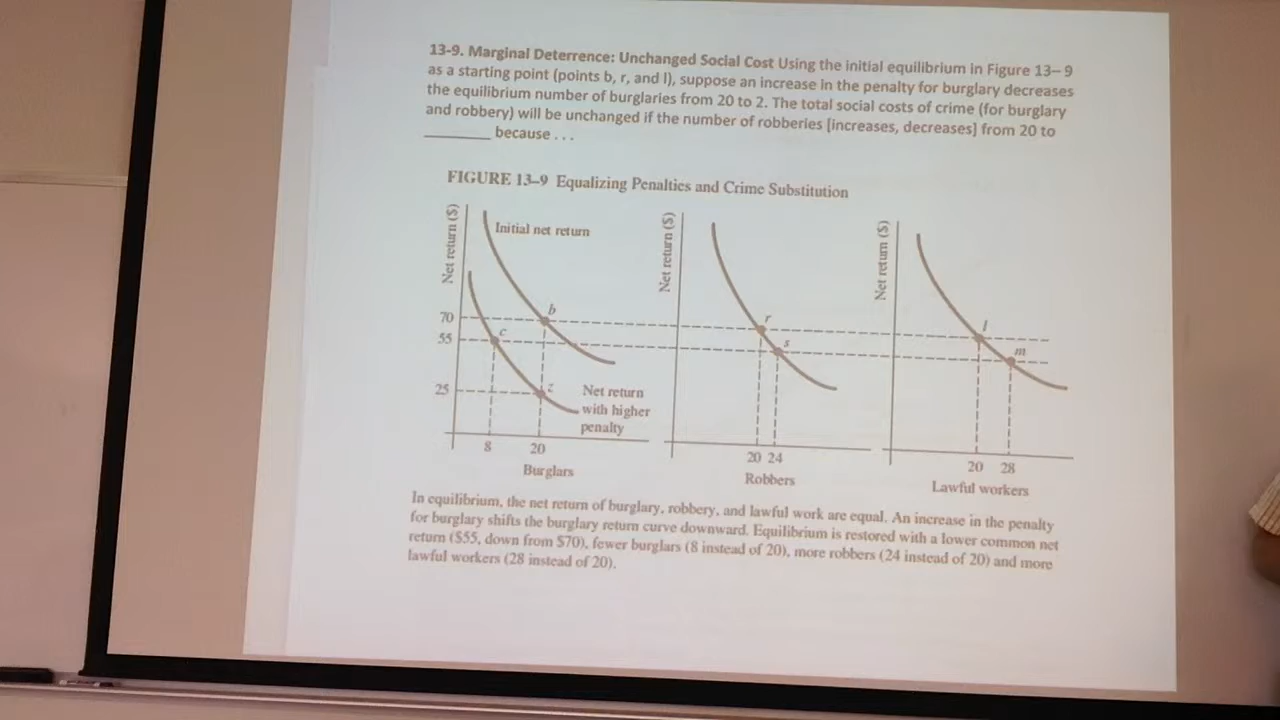 13-9. Marginal Deterrence: Unchanged Social Cost Using the initial equilibrium in Figure 13– 9
as a starting point (points b, r, and l), suppose an increase in the penalty for burglary decreases
the equilibrium number of burglaries from 20 to 2. The total social costs of crime (for burglary
and robbery) will be unchanged if the number of robberies [increases, decreases] from 20 to
________ because . . .
FIGURE 13–9 Equalizing Penalties and Crime Substitution
Net return ($)
Initial net return
70
55
25
b
c
z
Net return
with higher
penalty
8
20
Burglars
Net return ($)
r
s
20 24
Robbers
Net return ($)
l
m
20 28
Lawful workers
In equilibrium, the net return of burglary, robbery, and lawful work are equal. An increase in the penalty
for burglary shifts the burglary return curve downward. Equilibrium is restored with a lower common net
return ($55, down from $70), fewer burglars (8 instead of 20), more robbers (24 instead of 20) and more
lawful workers (28 instead of 20).